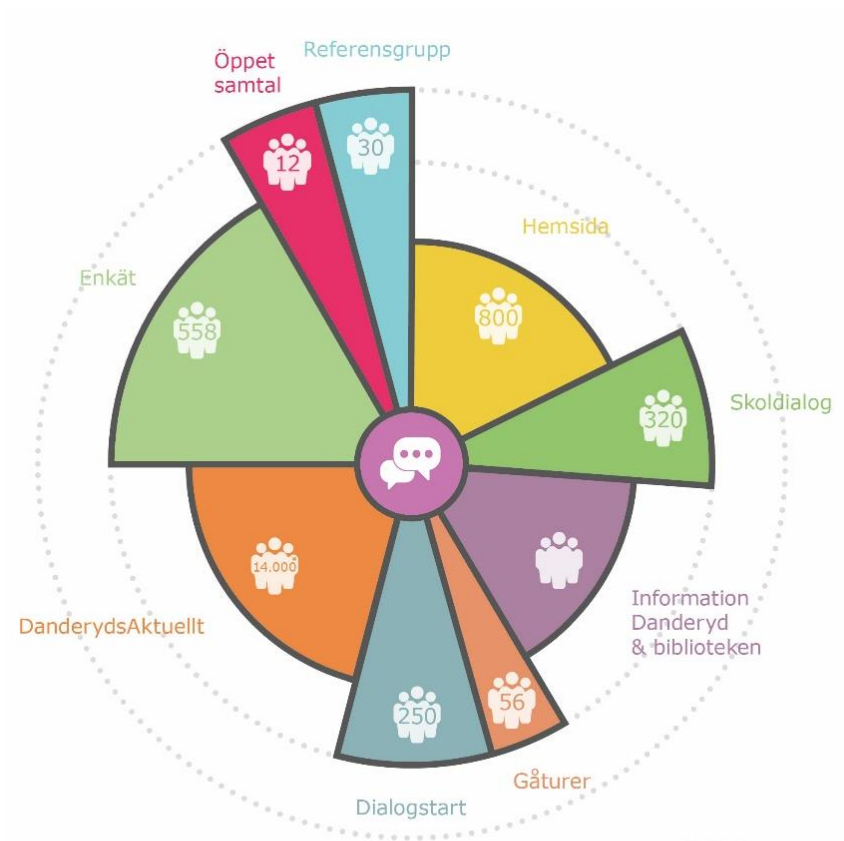 Referensgrupp
30
Öppet
samtal
12
Hemsida
800
Enkät
558
Skoldialog
320
Information
Danderyd
& biblioteken
DanderydsAktuellt
14.000*
Gåturer
56
Dialogstart
250